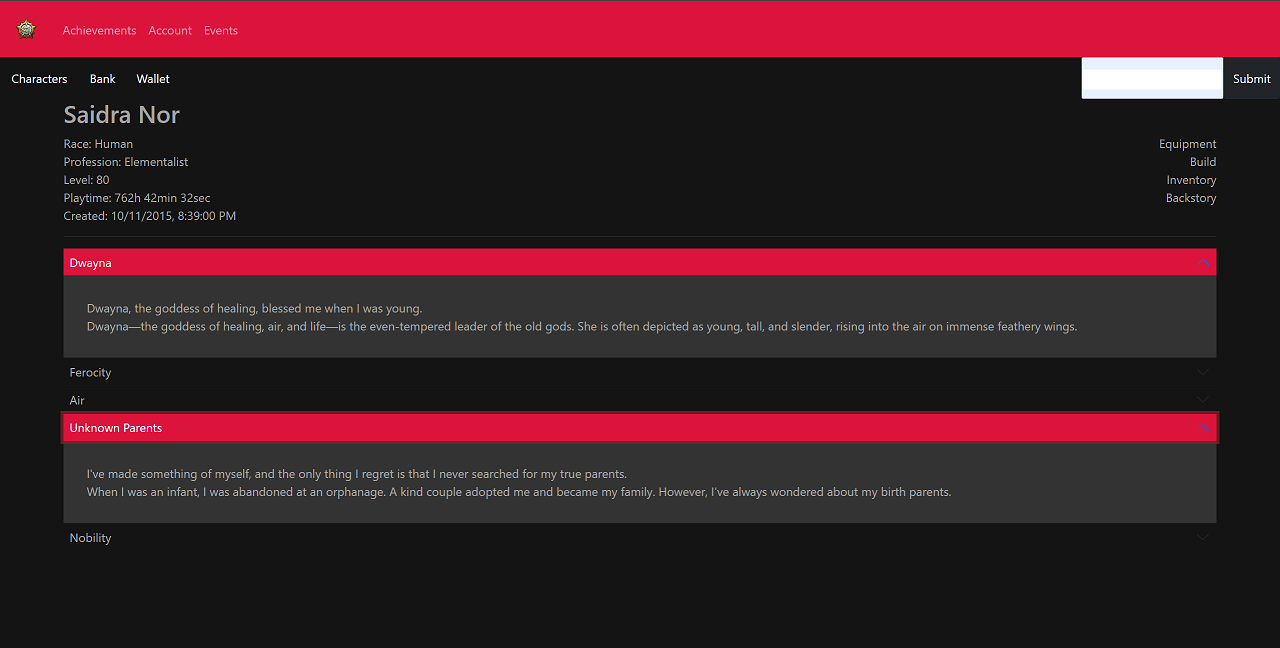 Achievements Account Events
Characters Bank Wallet Submit
Saidra Nor
Race: Human
Profession: Elementalist
Level: 80
Playtime: 762h 42min 32sec
Created: 10/11/2015, 8:39:00 PM
Equipment
Build
Inventory
Backstory
Dwayna
Dwayna, the goddess of healing, blessed me when I was young.
Dwayna—the goddess of healing, air, and life—is the even-tempered leader of the old gods. She is often depicted as young, tall, and slender, rising into the air on immense feathery wings.
Ferocity
Air
Unknown Parents
I've made something of myself, and the only thing I regret is that I never searched for my true parents.
When I was an infant, I was abandoned at an orphanage. A kind couple adopted me and became my family. However, I've always wondered about my birth parents.
Nobility